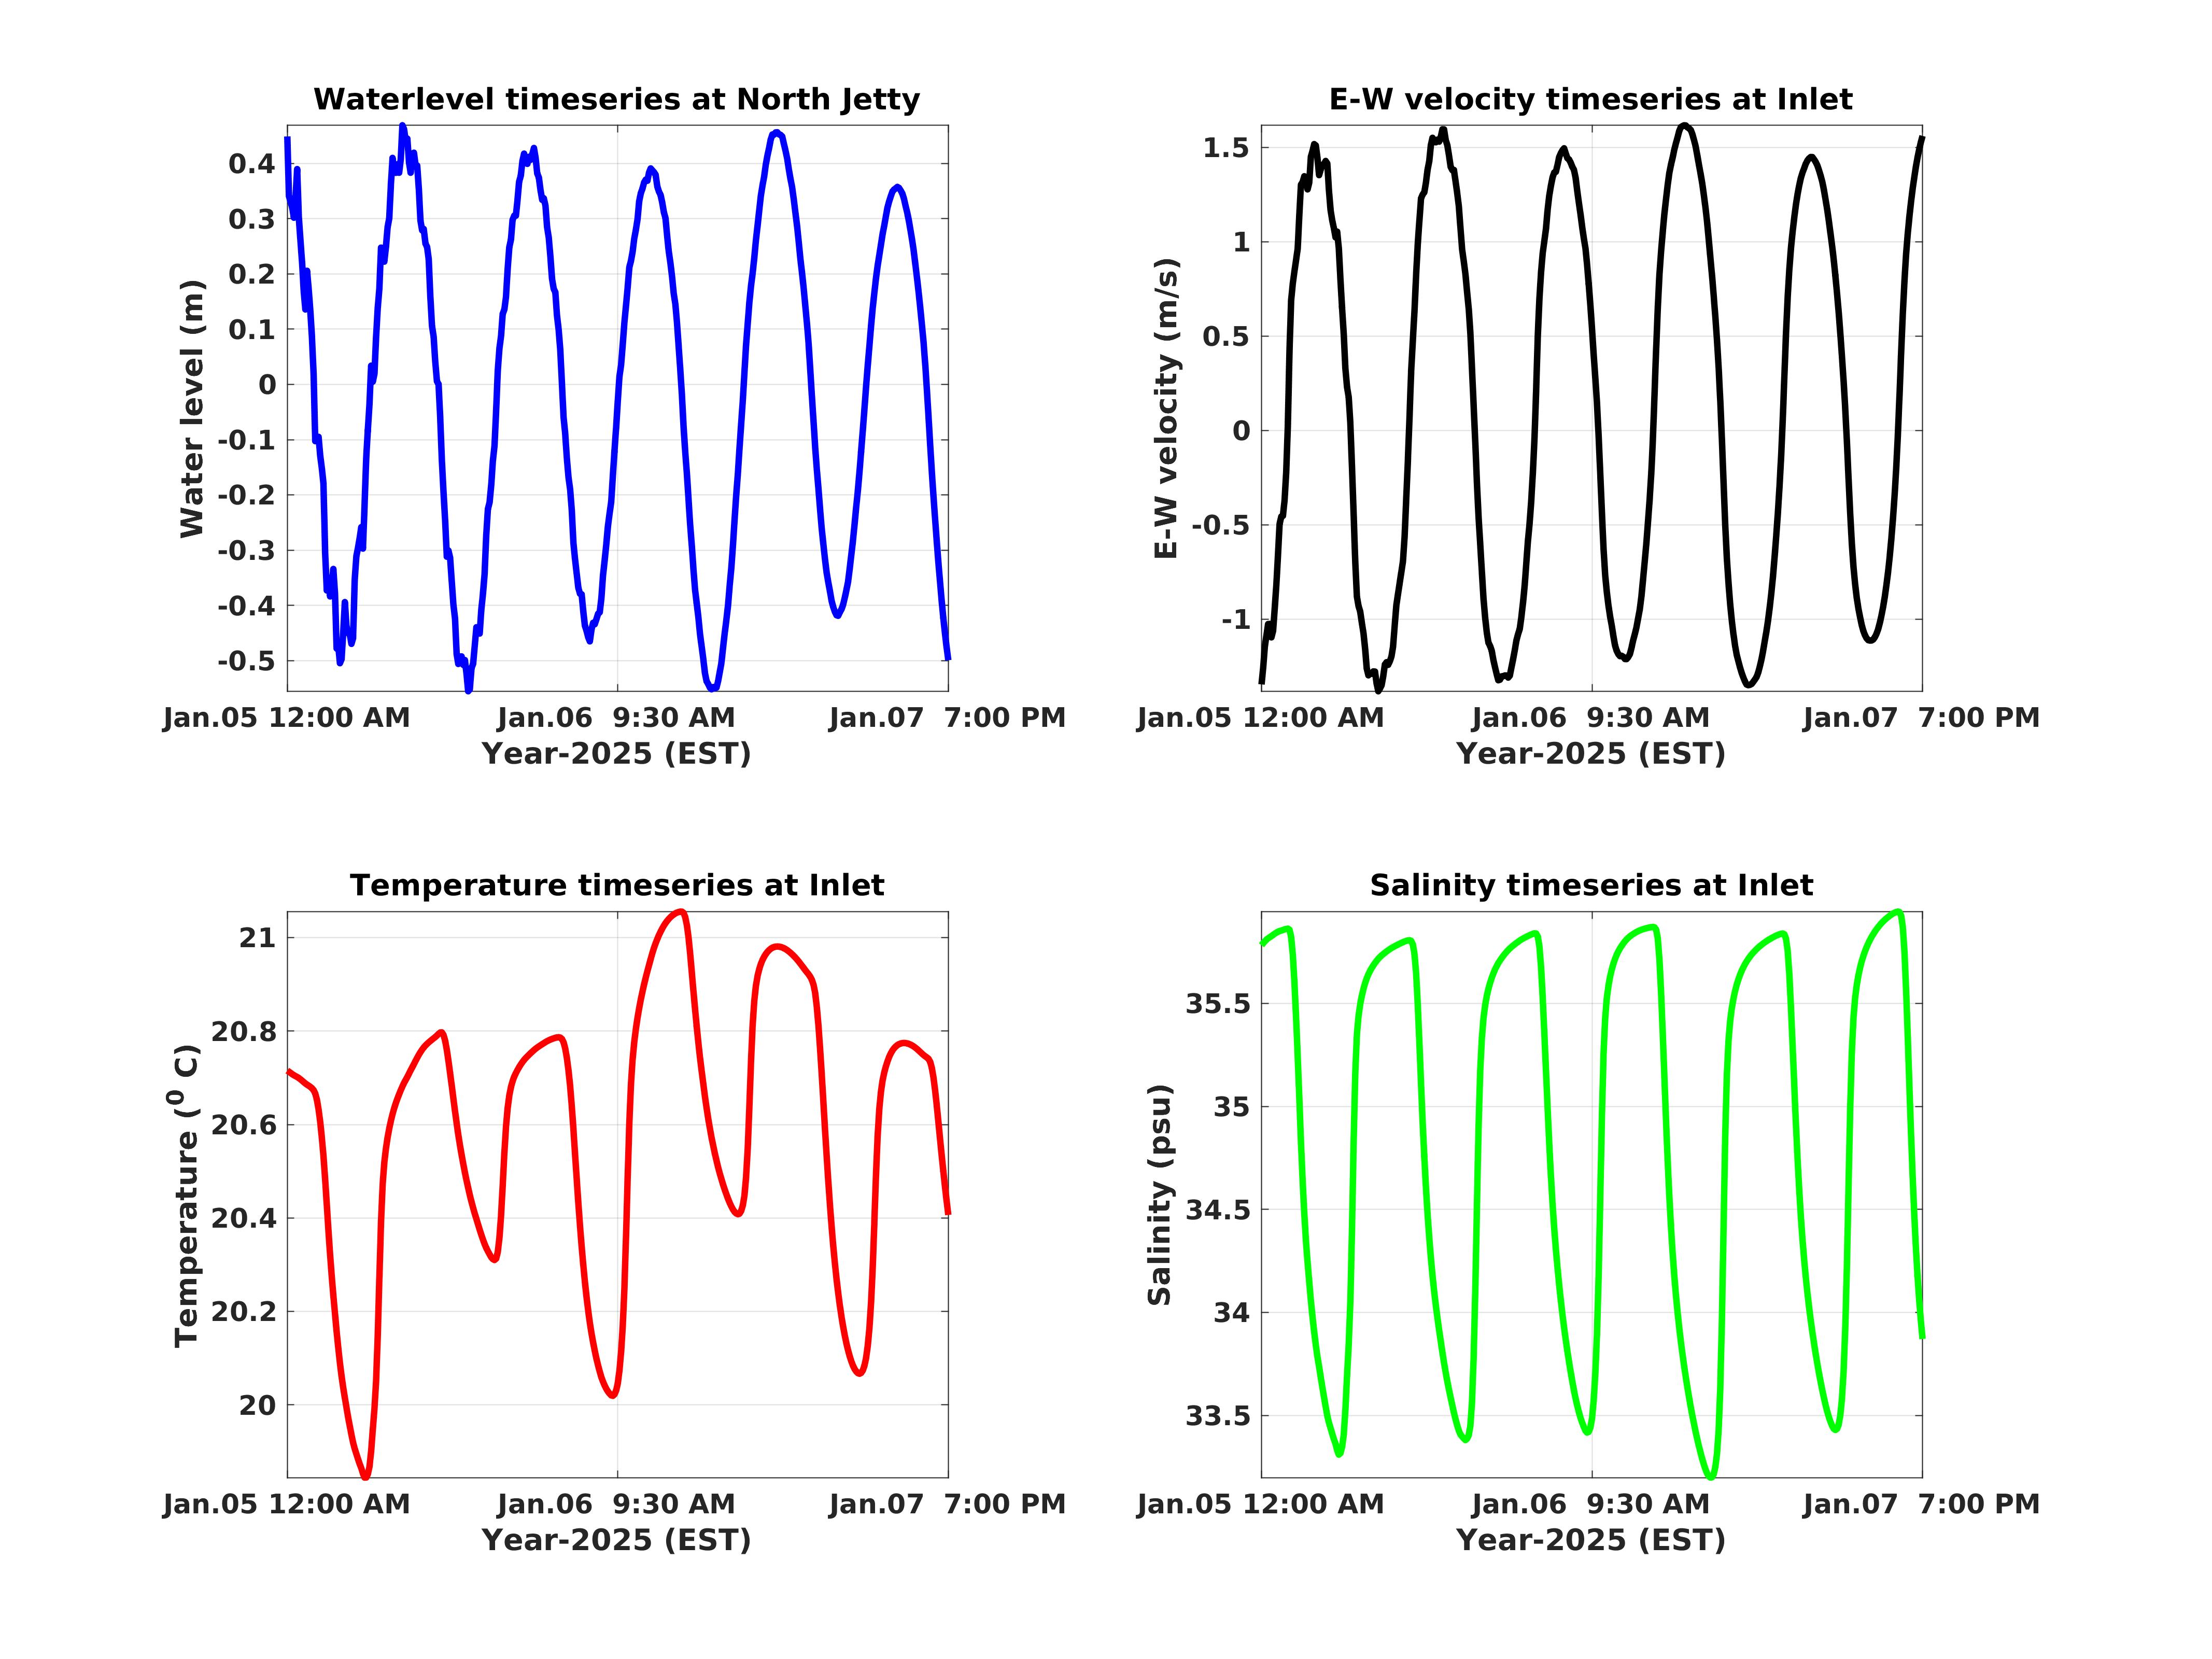 Waterlevel timeseries at North Jetty
Water level (m)
0.4
0.3
0.2
0.1
0
-0.1
-0.2
-0.3
-0.4
-0.5
Jan.05 12:00 AM Jan.06 9:30 AM Jan.07 7:00 PM
Year-2025 (EST)
E-W velocity timeseries at Inlet
E-W velocity (m/s)
1.5
1
0.5
0
-0.5
-1
Jan.05 12:00 AM Jan.06 9:30 AM Jan.07 7:00 PM
Year-2025 (EST)
Temperature timeseries at Inlet
Temperature (⁰ C)
21
20.8
20.6
20.4
20.2
20
Jan.05 12:00 AM Jan.06 9:30 AM Jan.07 7:00 PM
Year-2025 (EST)
Salinity timeseries at Inlet
Salinity (psu)
35.5
35
34.5
34
33.5
Jan.05 12:00 AM Jan.06 9:30 AM Jan.07 7:00 PM
Year-2025 (EST)